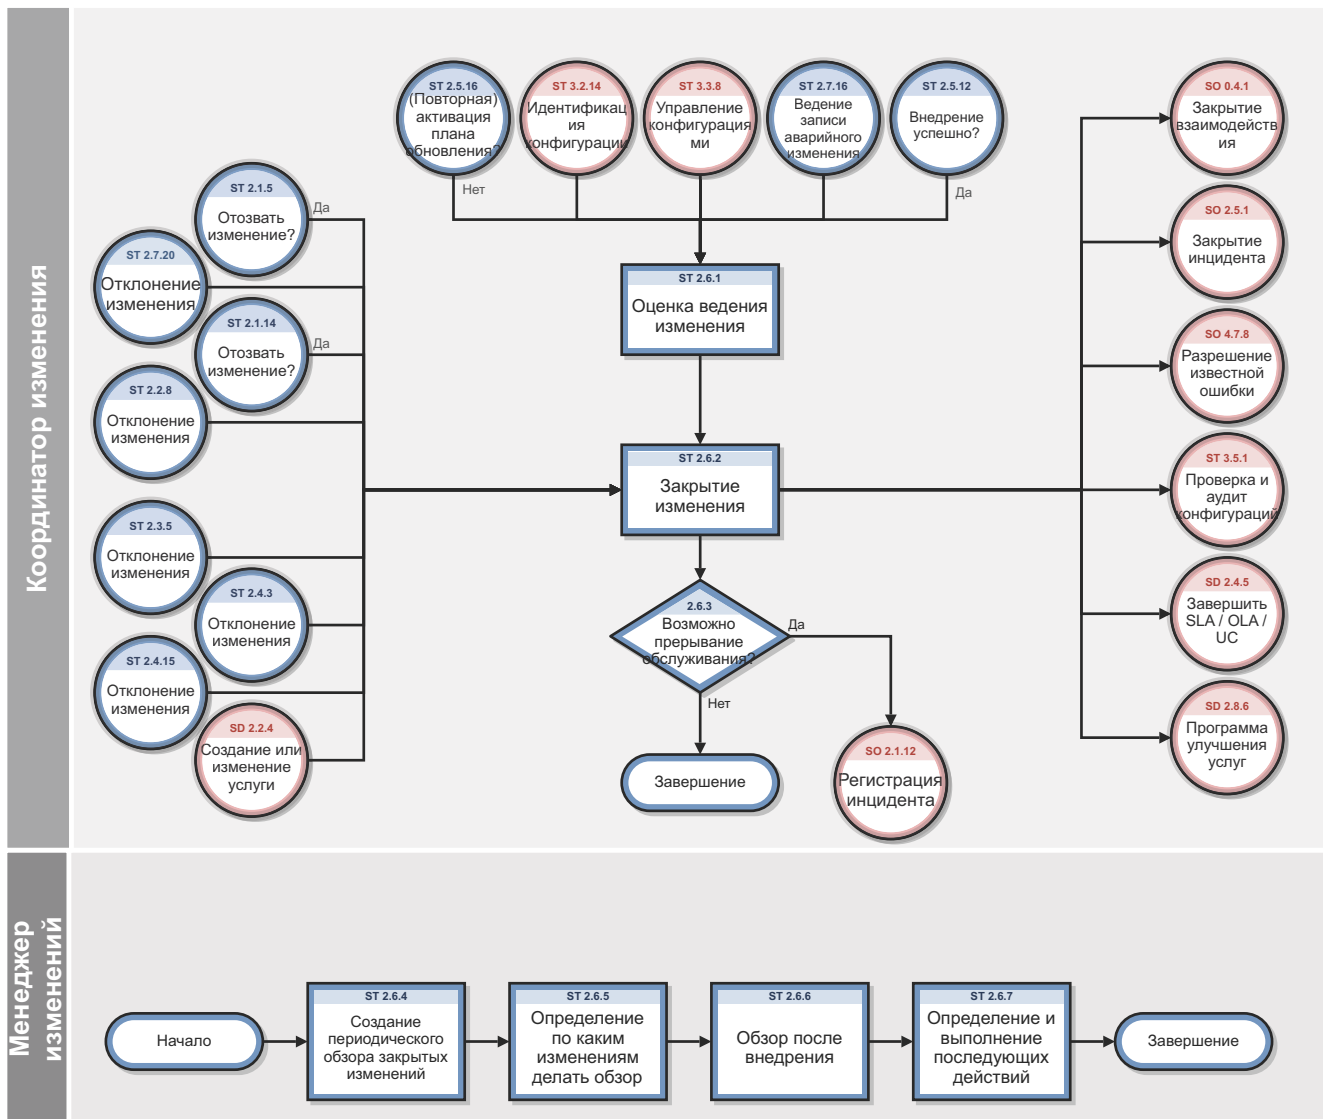 Координатор изменения
ST 2.5.16
(Повторная)
активация
плана
обновления?
Нет
ST 3.2.14
Идентификац
ия
конфигурации
ST 3.3.8
Управление
конфигурация
ми
ST 2.7.16
Ведение
записи
аварийного
изменения
ST 2.5.12
Внедрение
успешно?
Да
ST 2.1.5
Отозвать
изменение?
Да
ST 2.7.20
Отклонение
изменения
ST 2.1.14
Отозвать
изменение?
Да
ST 2.2.8
Отклонение
изменения
ST 2.3.5
Отклонение
изменения
ST 2.4.3
Отклонение
изменения
ST 2.4.15
Отклонение
изменения
SD 2.2.4
Создание или
изменение
услуги
ST 2.6.1
Оценка ведения
изменения
ST 2.6.2
Закрытие
изменения
2.6.3
Возможно
прерывание
обслуживания?
Да
Нет
Завершение
SO 2.1.12
Регистрация
инцидента
SO 0.4.1
Закрытие
взаимодейств
ия
SO 2.5.1
Закрытие
инцидента
SO 4.7.8
Разрешение
известной
ошибки
ST 3.5.1
Проверка и
аудит
конфигураций
SD 2.4.5
Завершить
SLA / OLA /
UC
SD 2.8.6
Программа
улучшения
услуг
Менеджер
изменений
Начало
ST 2.6.4
Создание
периодического
обзора закрытых
изменений
ST 2.6.5
Определение
по каким
изменениям
делать обзор
ST 2.6.6
Обзор после
внедрения
ST 2.6.7
Определение и
выполнение
последующих
действий
Завершение